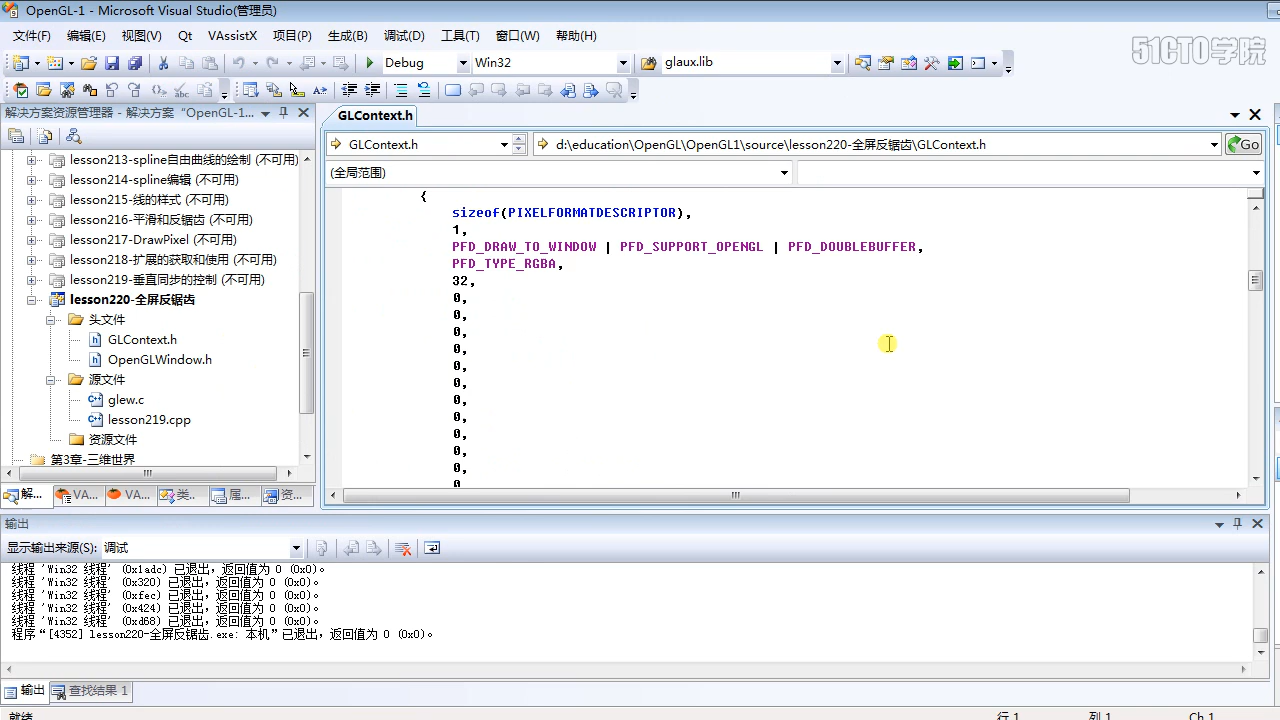 OpenGL-1 - Microsoft Visual Studio(管理员)
文件(F) 编辑(E) 视图(V) Qt VAssistX 项目(P) 生成(B) 调试(D) 工具(T) 窗口(W) 帮助(H)
51CTO学院
Debug Win32 glaux.lib
解决方案资源管理器 - 解决方案 “OpenGL-1...
GLContext.h
GLContext.h d:\education\OpenGL\OpenGL1\source\lesson220-全屏反锯齿\GLContext.h Go
(全局范围)
lesson213-spline自由曲线的绘制 (不可用)
lesson214-spline编辑 (不可用)
lesson215-线的样式 (不可用)
lesson216-平滑和反锯齿 (不可用)
lesson217-DrawPixel (不可用)
lesson218-扩展的获取和使用 (不可用)
lesson219-垂直同步的控制 (不可用)
lesson220-全屏反锯齿
头文件
GLContext.h
OpenGLWindow.h
源文件
glew.c
lesson219.cpp
资源文件
第3章-三维世界
{
sizeof(PIXELFORMATDESCRIPTOR),
1,
PFD_DRAW_TO_WINDOW | PFD_SUPPORT_OPENGL | PFD_DOUBLEBUFFER,
PFD_TYPE_RGBA,
32,
0,
0,
0,
0,
0,
0,
0,
0,
0,
0,
0,
0
解... VA... VA... 类... 属... 资...
输出
显示输出来源(S): 调试
线程 'Win32 线程' (0x1adc) 已退出，返回值为 0 (0x0)。
线程 'Win32 线程' (0x320) 已退出，返回值为 0 (0x0)。
线程 'Win32 线程' (0xfec) 已退出，返回值为 0 (0x0)。
线程 'Win32 线程' (0x424) 已退出，返回值为 0 (0x0)。
线程 'Win32 线程' (0xd68) 已退出，返回值为 0 (0x0)。
程序“[4352] lesson220-全屏反锯齿.exe: 本机”已退出，返回值为 0 (0x0)。
输出 查找结果 1
就绪 行 1 列 1 Ch 1